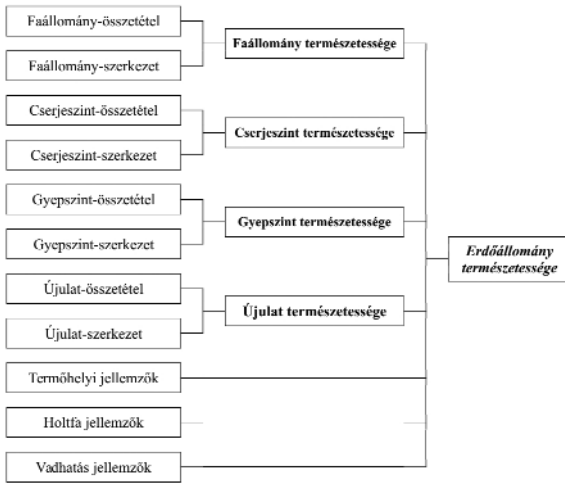 Faállomány-összetétel
Faállomány természetessége
Faállomány-szerkezet
Cserjeszint-összetétel
Cserjeszint természetessége
Cserjeszint-szerkezet
Gyepszint-összetétel
Gyepszint természetessége
Gyepszint-szerkezet
Erdőállomány
természetessége
Újulat-összetétel
Újulat természetessége
Újulat-szerkezet
Termőhelyi jellemzők
Holtfa jellemzők
Vadhatás jellemzők